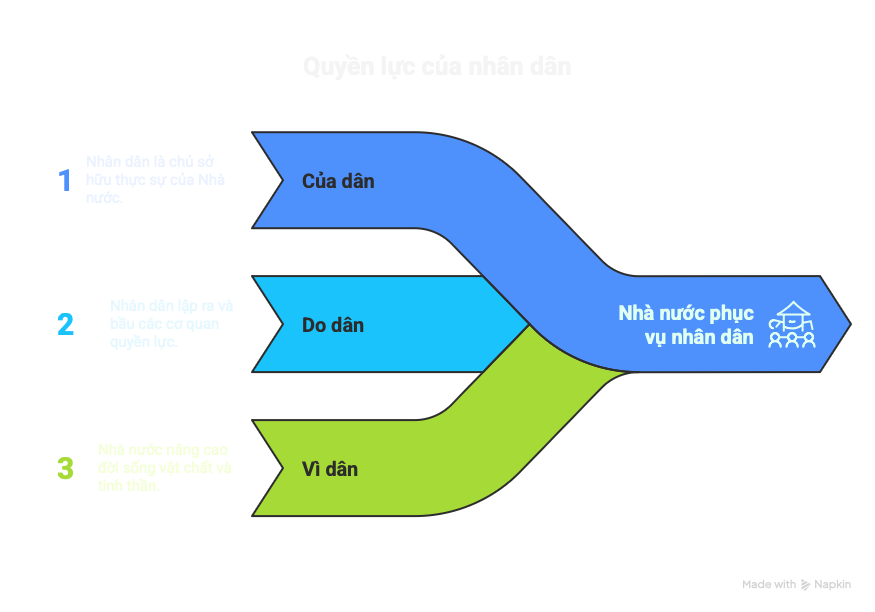 Quyền lực của nhân dân
1
Nhân dân là chủ sở
hữu thực sự của Nhà
nước.
Của dân
2
Nhân dân lập ra và
bầu các cơ quan
quyền lực.
Do dân
Nhà nước phục
vụ nhân dân
3
Nhà nước nâng cao
đời sống vật chất và
tinh thần.
Vì dân
Made with Napkin